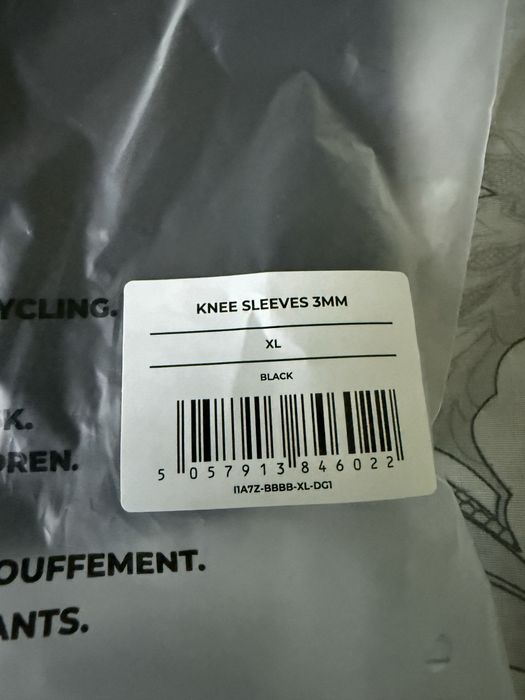 YCLING.
KNEE SLEEVES 3MM
XL
BLACK
K.
DREN.
5 057913 846022
I1A7Z-BBBB-XL-DG1
OUFFEMENT.
ANTS.